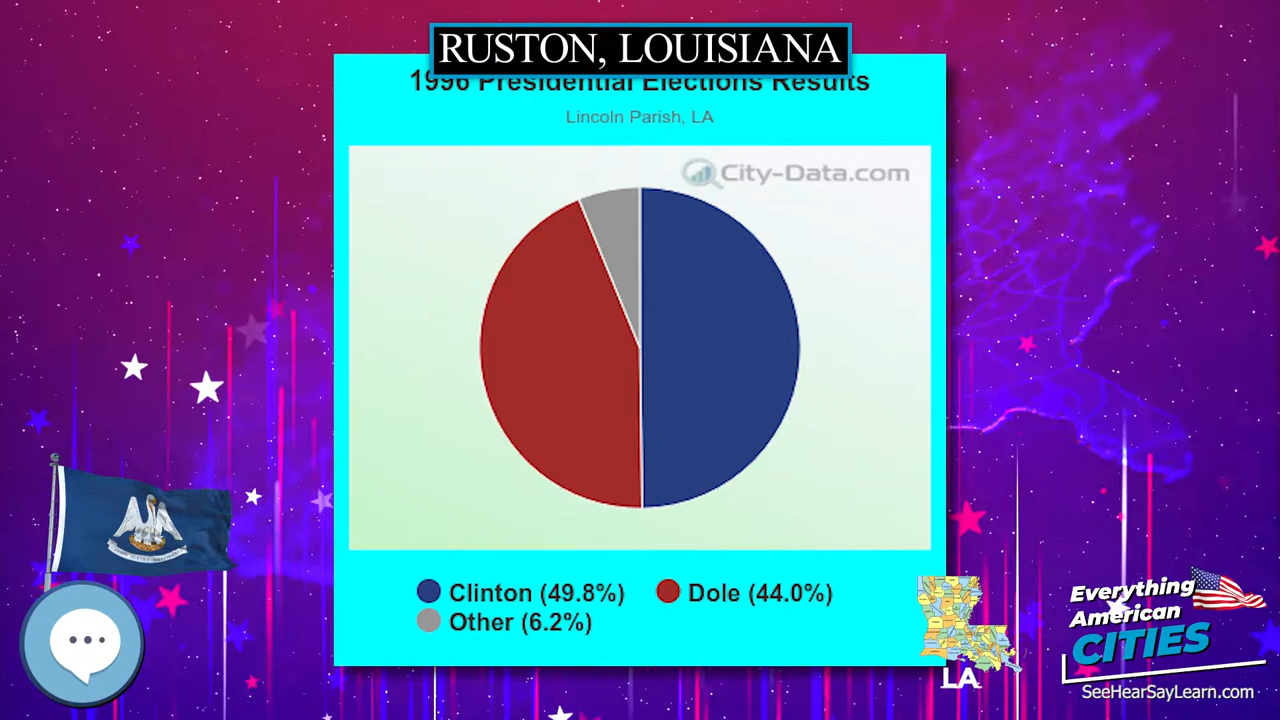 RUSTON, LOUISIANA
1996 Presidential Elections Results
Lincoln Parish, LA
City-Data.com
Clinton (49.8%) Dole (44.0%)
Other (6.2%)
LA
Everything
American
CITIES
SeeHearSayLearn.com